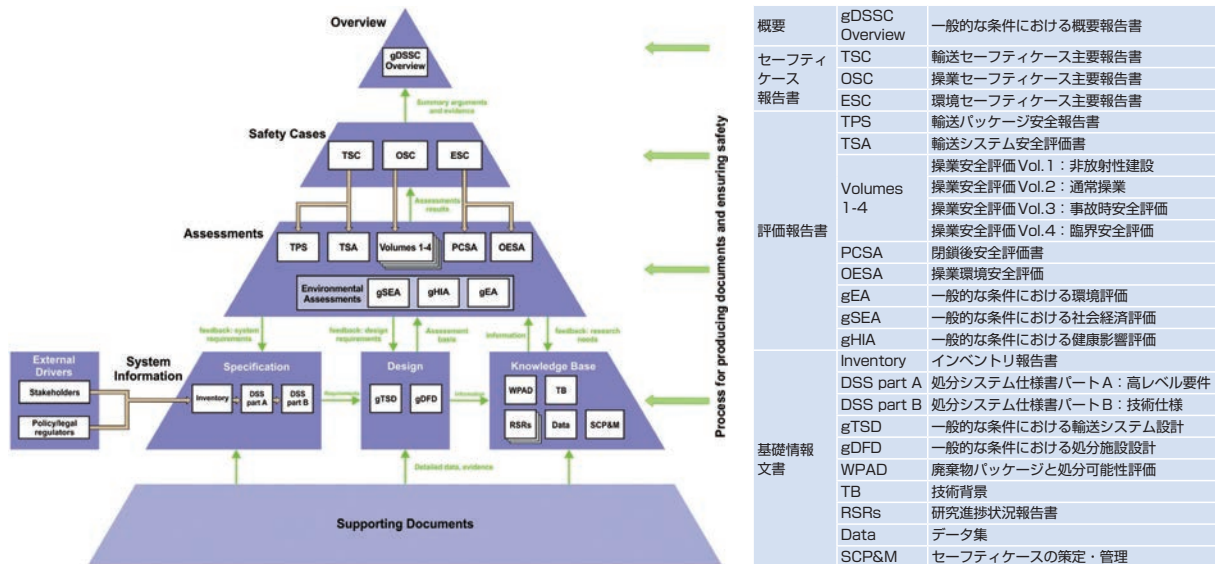 Overview
gDSSC
Overview
Summary arguments
and evidence
Safety Cases
TSC
OSC
ESC
Assessments
results
Assessments
TPS
TSA
Volumes 1-4
PCSA
OESA
Environmental
Assessments
gSEA
gHIA
gEA
feedback: system
requirements
feedback: design
requirements
Assessment
basis
Information
feedback: research
needs
External
Drivers
Stakeholders
Policy/legal
regulators
System
Information
Specification
Inventory
DSS
part A
DSS
part B
Requirements
Design
gTSD
gDFD
Information
Knowledge Base
WPAD
TB
RSRs
Data
SCP&M
Detailed data, evidence
Supporting Documents
Process for producing documents and ensuring safety
概要 gDSSC Overview 一般的な条件における概要報告書
セーフティケース報告書 TSC 輸送セーフティケース主要報告書
OSC 操業セーフティケース主要報告書
ESC 環境セーフティケース主要報告書
評価報告書 TPS 輸送パッケージ安全報告書
TSA 輸送システム安全評価書
Volumes 1-4 操業安全評価Vol.1:非放射性建設
操業安全評価Vol.2:通常操業
操業安全評価Vol.3:事故時安全評価
操業安全評価Vol.4:臨界安全評価
PCSA 閉鎖後安全評価書
OESA 操業環境安全評価
gEA 一般的な条件における環境評価
gSEA 一般的な条件における社会経済評価
gHIA 一般的な条件における健康影響評価
基礎情報文書 Inventory インベントリ報告書
DSS part A 処分システム仕様書パートA:高レベル要件
DSS part B 処分システム仕様書パートB:技術仕様
gTSD 一般的な条件における輸送システム設計
gDFD 一般的な条件における処分施設設計
WPAD 廃棄物パッケージと処分可能性評価
TB 技術背景
RSRs 研究進捗状況報告書
Data データ集
SCP&M セーフティケースの策定・管理